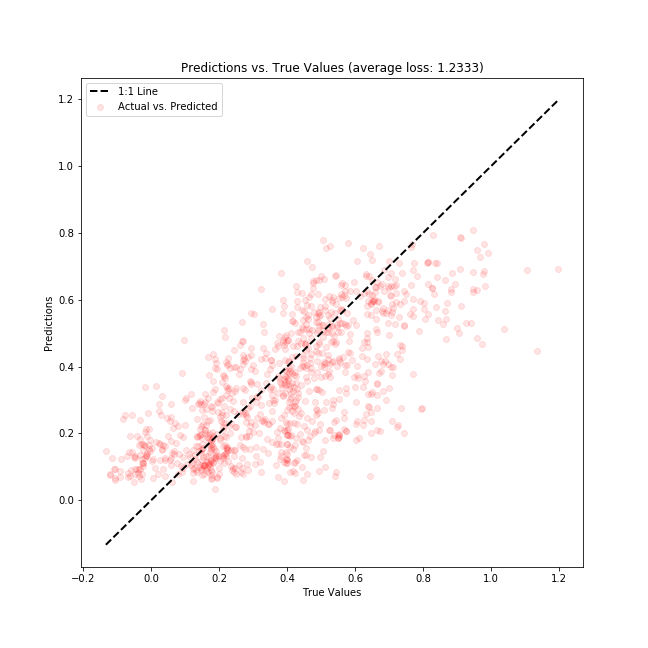 Predictions vs. True Values (average loss: 1.2333)
1:1 Line
Actual vs. Predicted
1.2
1.0
0.8
0.6
0.4
0.2
0.0
Predictions
−0.2 0.0 0.2 0.4 0.6 0.8 1.0 1.2
True Values